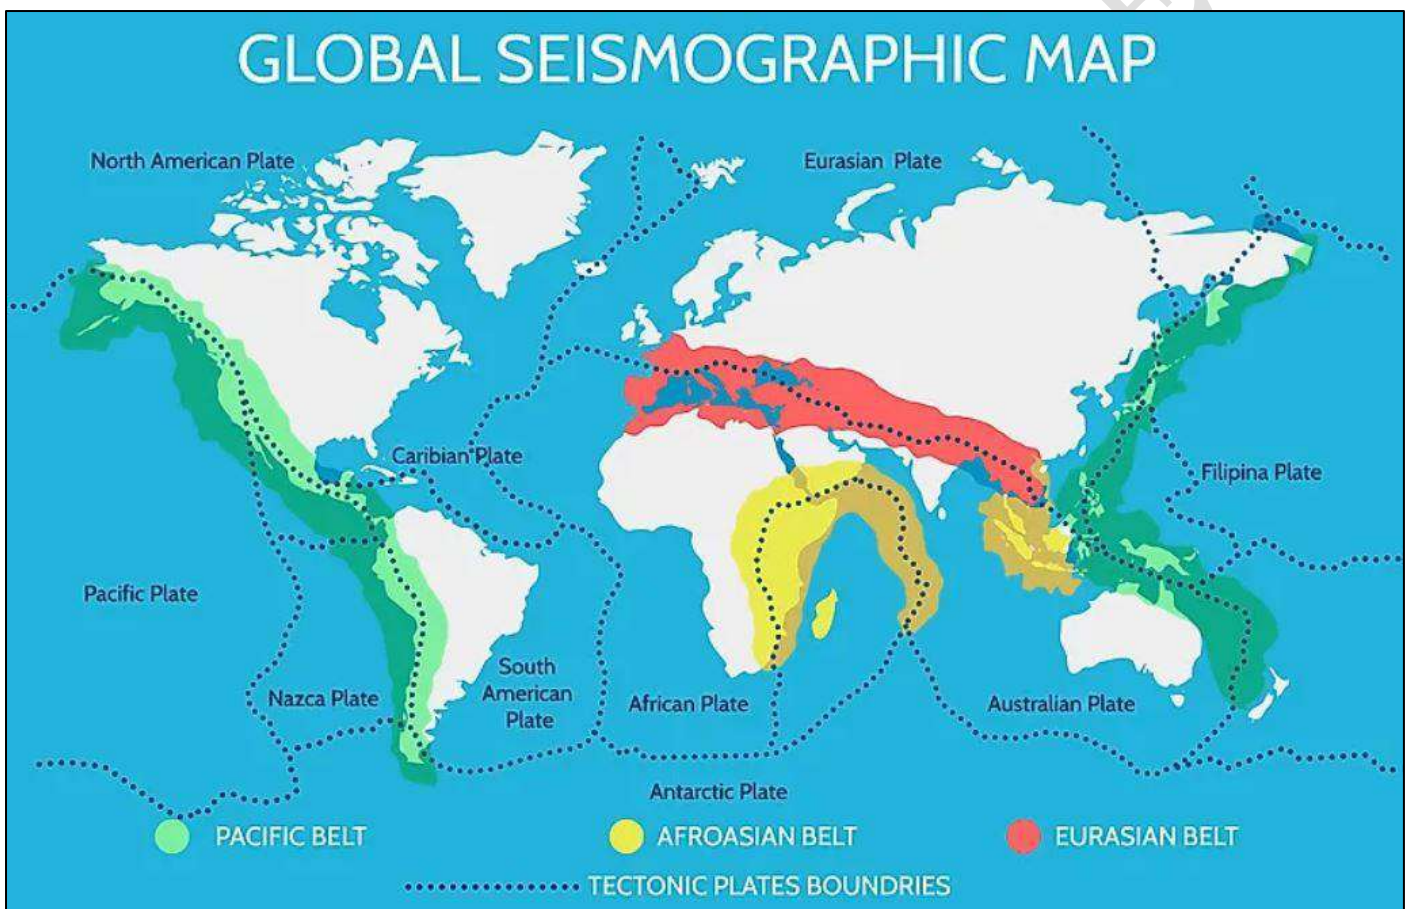 GLOBAL SEISMOGRAPHIC MAP
North American Plate
Eurasian Plate
Caribian Plate
Filipina Plate
Pacific Plate
Nazca Plate
South
American
Plate
African Plate
Australian Plate
Antarctic Plate
PACIFIC BELT
AFROASIAN BELT
EURASIAN BELT
TECTONIC PLATES BOUNDRIES